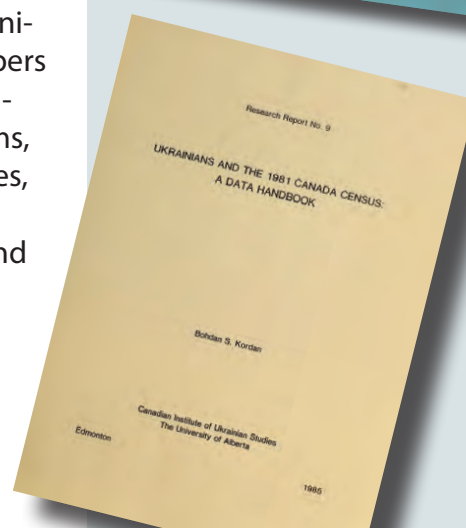 ni-
bers
-
ns,
es,
nd
Research Report No. 9
UKRAINIANS AND THE 1981 CANADA CENSUS:
A DATA HANDBOOK
Bohdan S. Kordan
Canadian Institute of Ukrainian Studies
The University of Alberta
Edmonton
1985